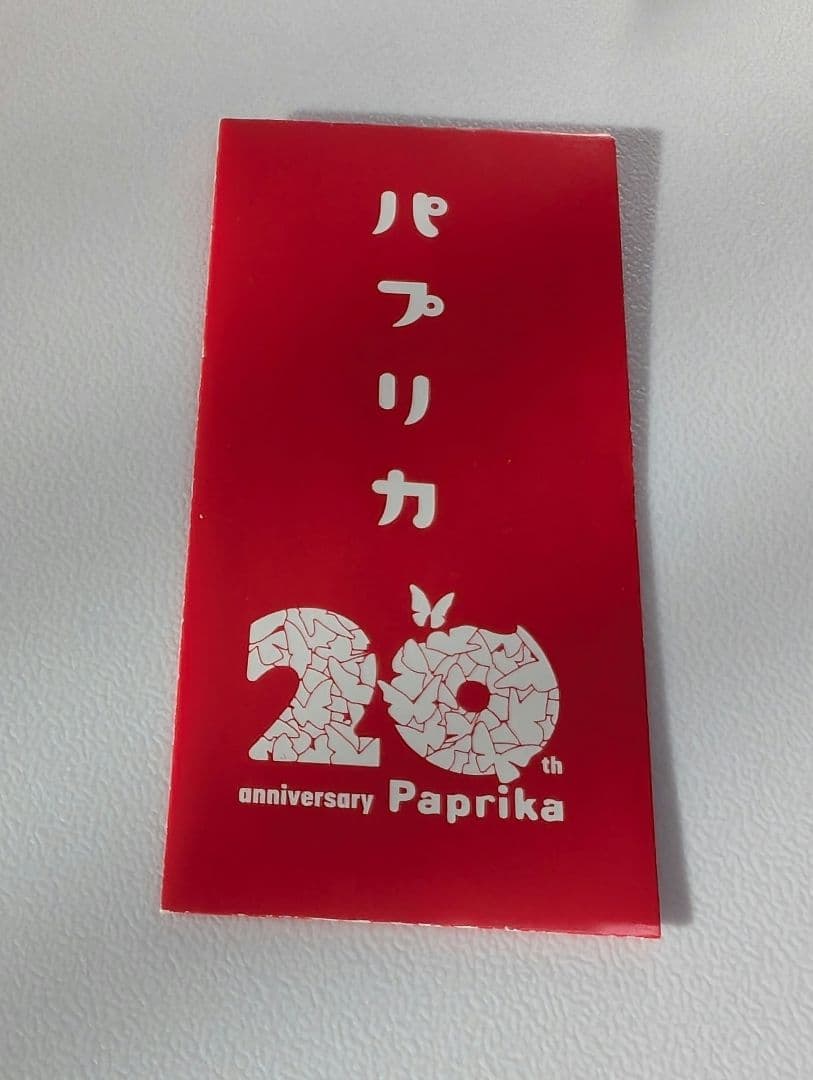 パプリカ
20th
anniversary Paprika